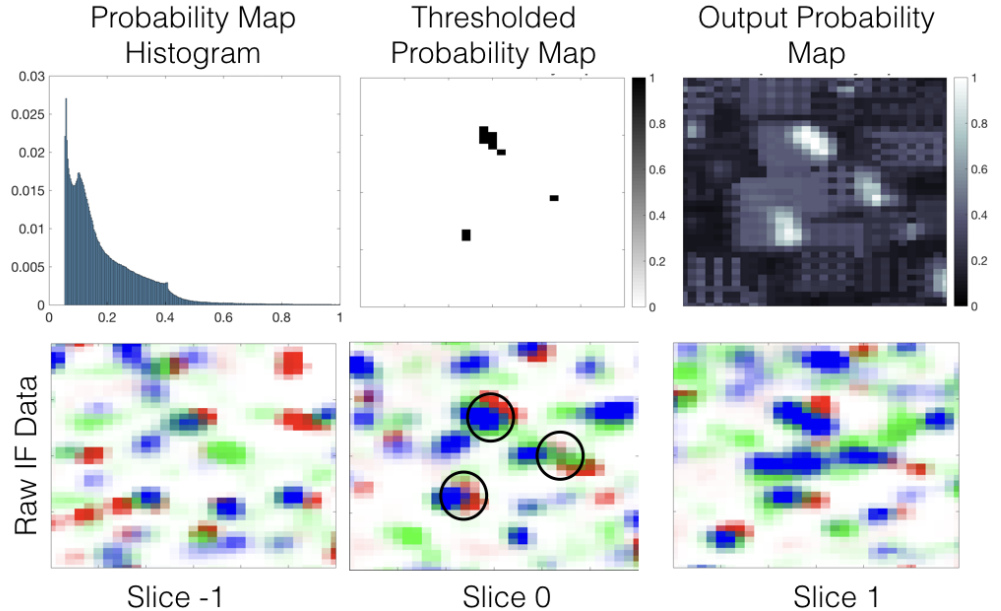 Probability Map
Histogram
Thresholded
Probability Map
Output Probability
Map
0.03
0.025
0.02
0.015
0.01
0.005
0
0 0.2 0.4 0.6 0.8 1
1
0.8
0.6
0.4
0.2
0
1
0.8
0.6
0.4
0.2
0
Raw IF Data
Slice -1
Slice 0
Slice 1